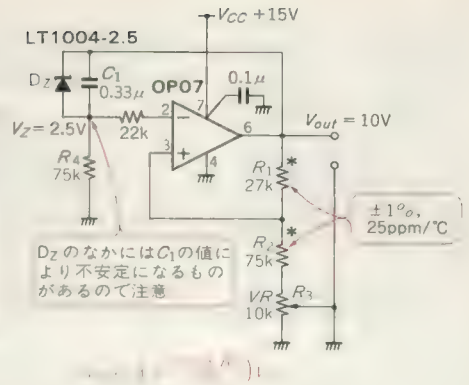 VCC +15V
LT1004-2.5
DZ
C1
0.33μ
OP07
0.1μ
7
VZ= 2.5V
2
22k
6
Vout = 10V
3
4
R4
75k
R1
27k
*
±1%,
25ppm/°C
*
R2
75k
DZのなかにはC1の値に
より不安定になるもの
があるので注意
VR
10k
R3